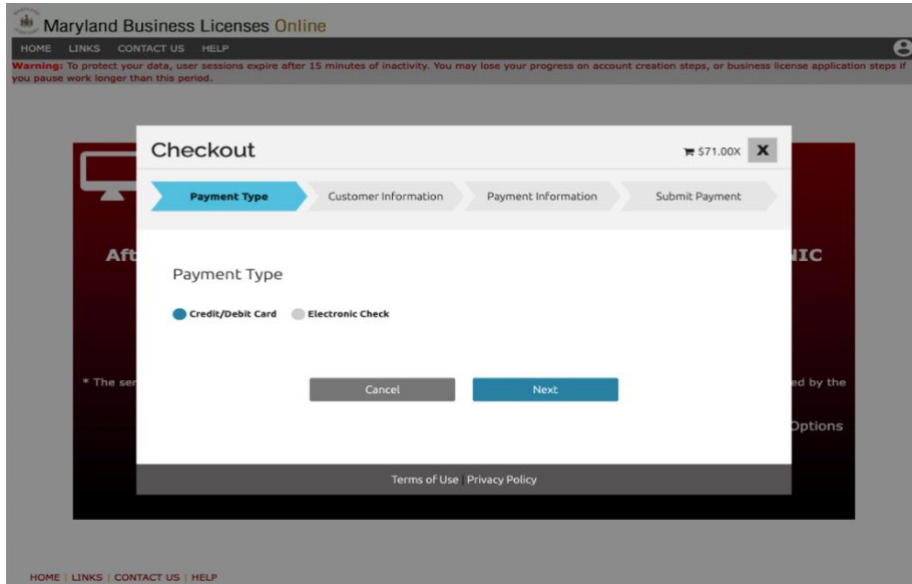 Maryland Business Licenses Online
HOME LINKS CONTACT US HELP
Warning: To protect your data, user sessions expire after 15 minutes of inactivity. You may lose your progress on account creation steps, or business license application steps if
you pause work longer than this period.
Checkout
$71.00X X
Payment Type Customer Information Payment Information Submit Payment
Aft
IIC
Payment Type
Credit/Debit Card Electronic Check
* The ser
ed by the
Cancel Next
Options
Terms of Use | Privacy Policy
HOME | LINKS | CONTACT US | HELP